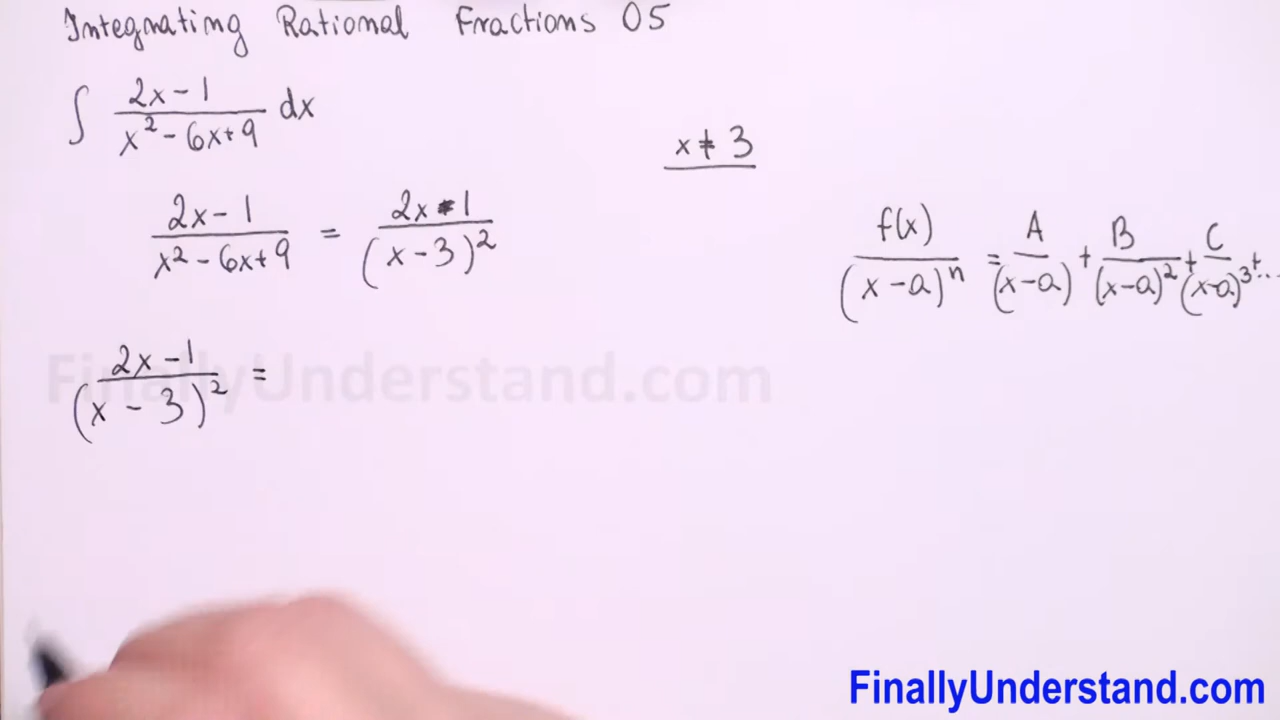 Integrating Rational Fractions 05
∫ (2x-1)/(x²-6x+9) dx
x ≠ 3
(2x-1)/(x²-6x+9) = (2x-1)/(x-3)²
f(x)/(x-a)ⁿ = A/(x-a) + B/(x-a)² + C/(x-a)³ + ...
(2x-1)/(x-3)² =
FinallyUnderstand.com
FinallyUnderstand.com